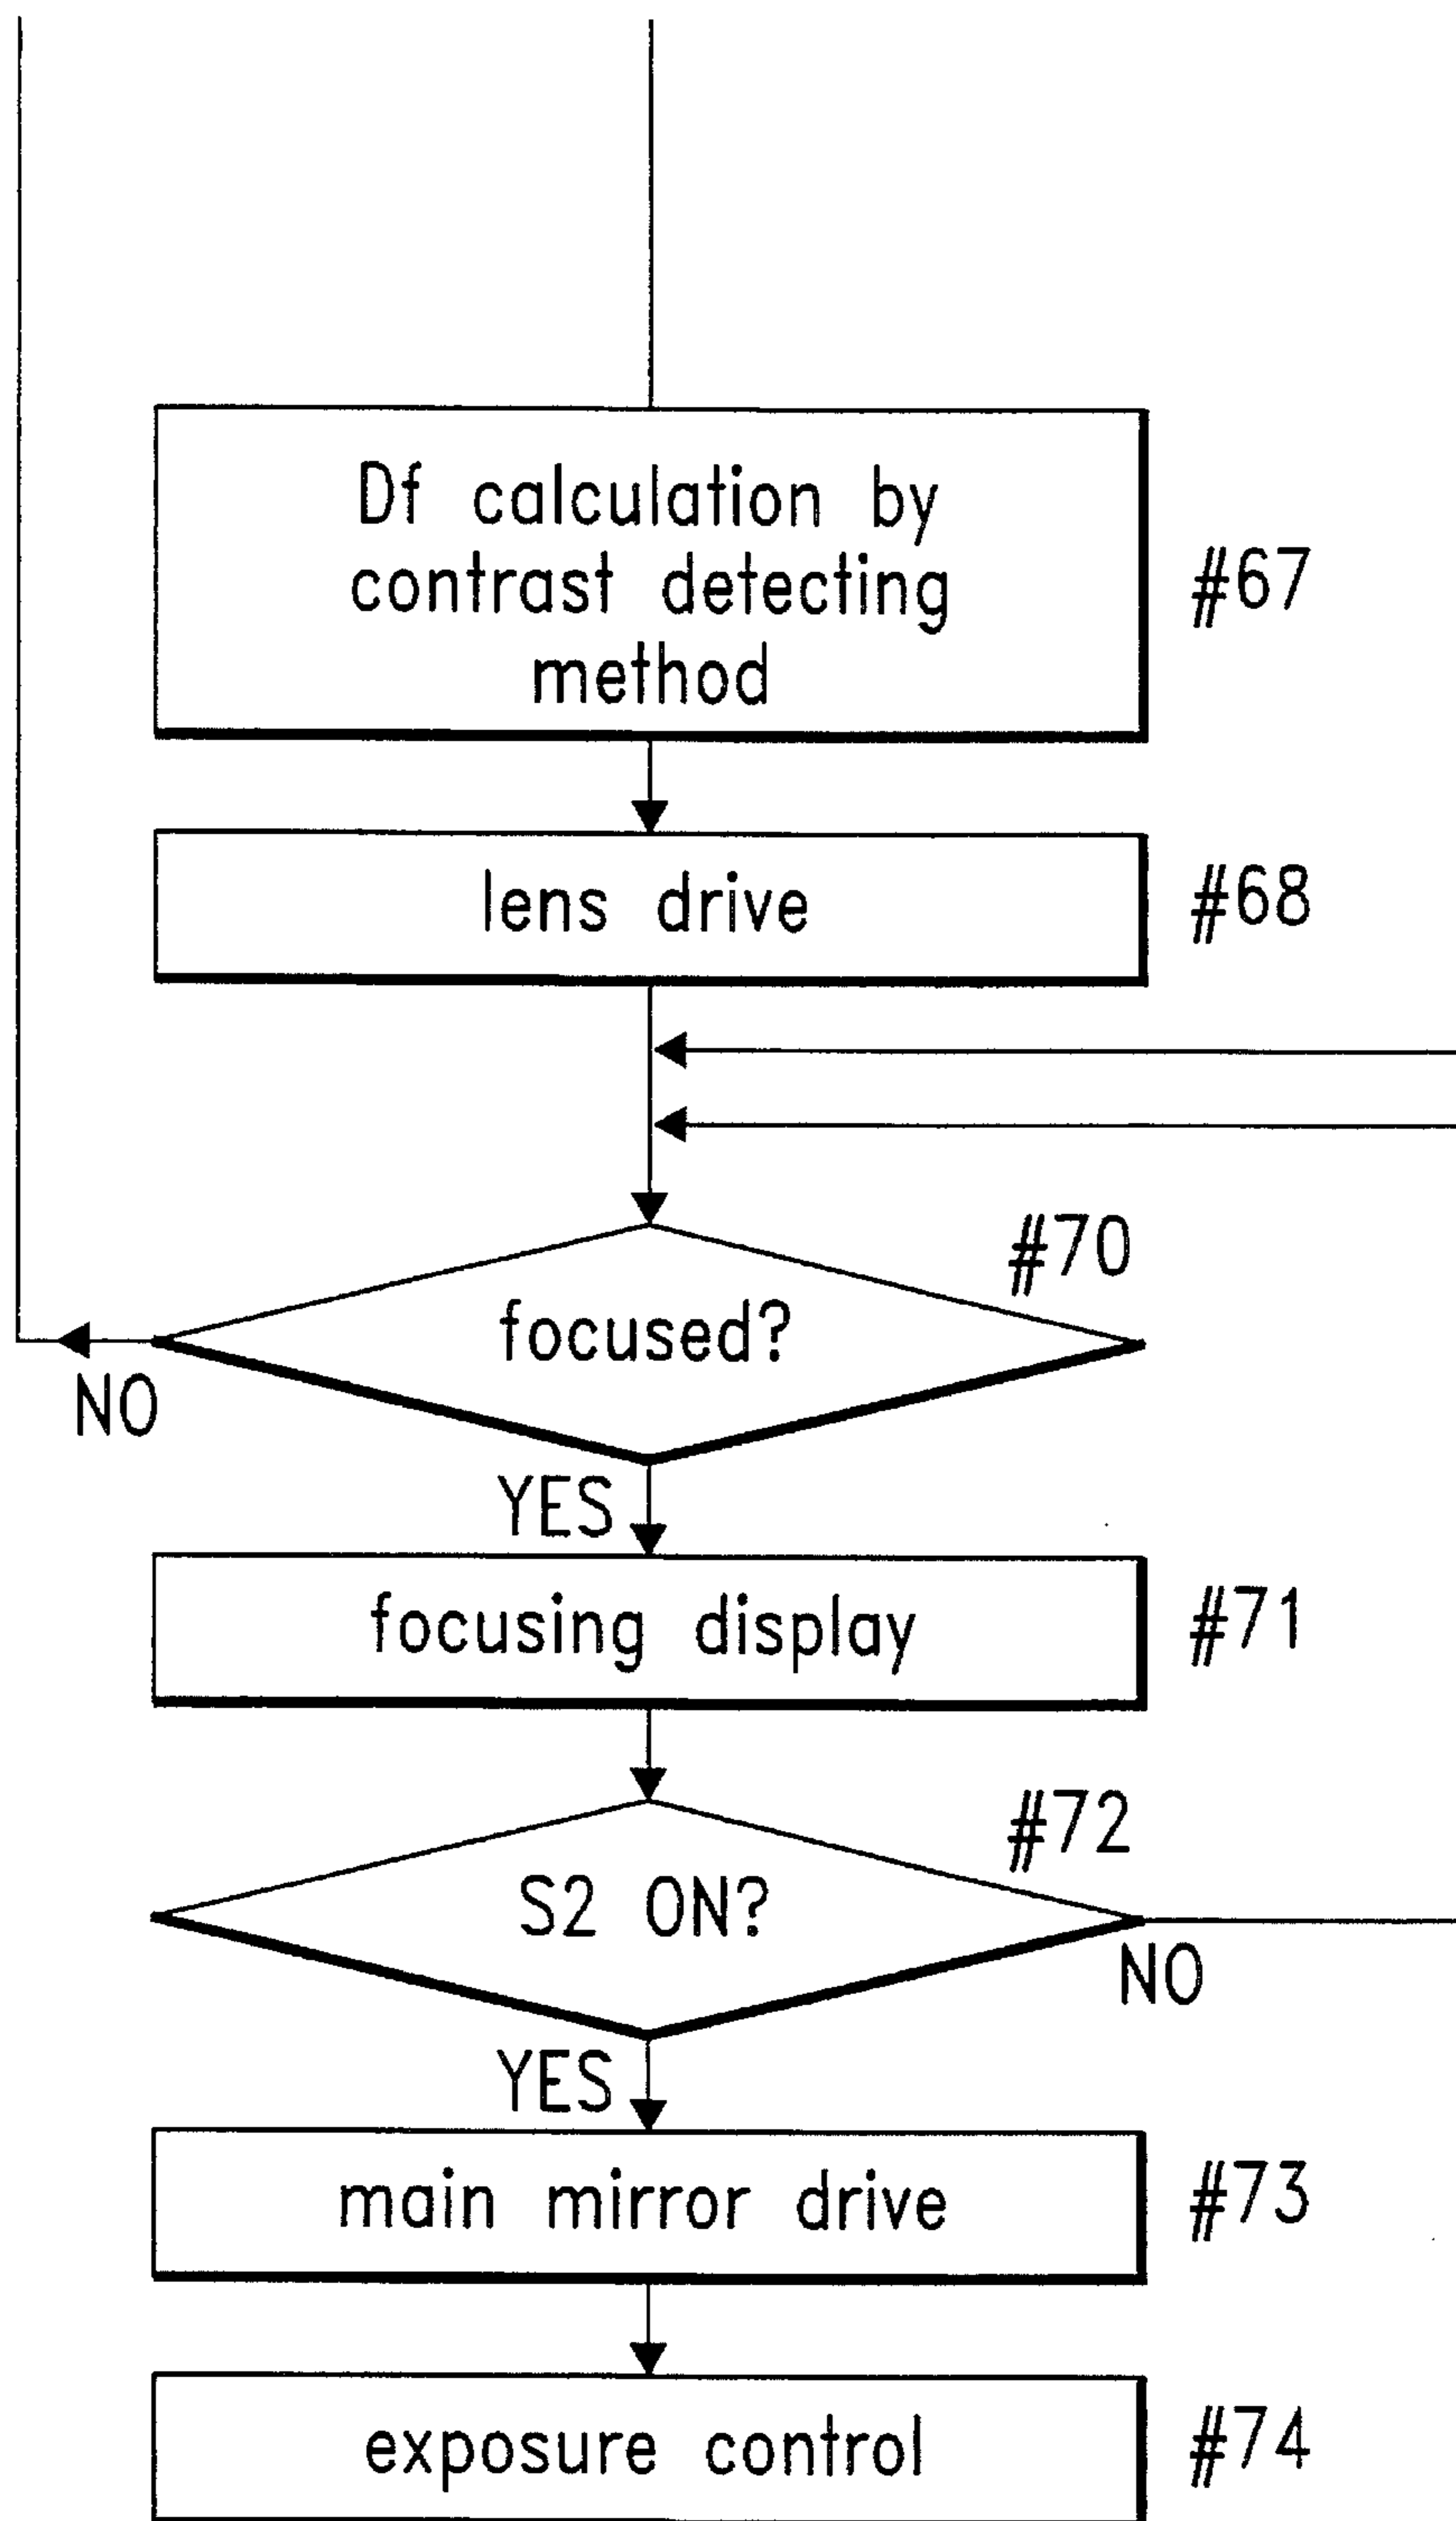 Df calculation by
contrast detecting
method
#67
lens drive
#68
#70
focused?
NO
YES
focusing display
#71
#72
S2 ON?
NO
YES
main mirror drive
#73
exposure control
#74